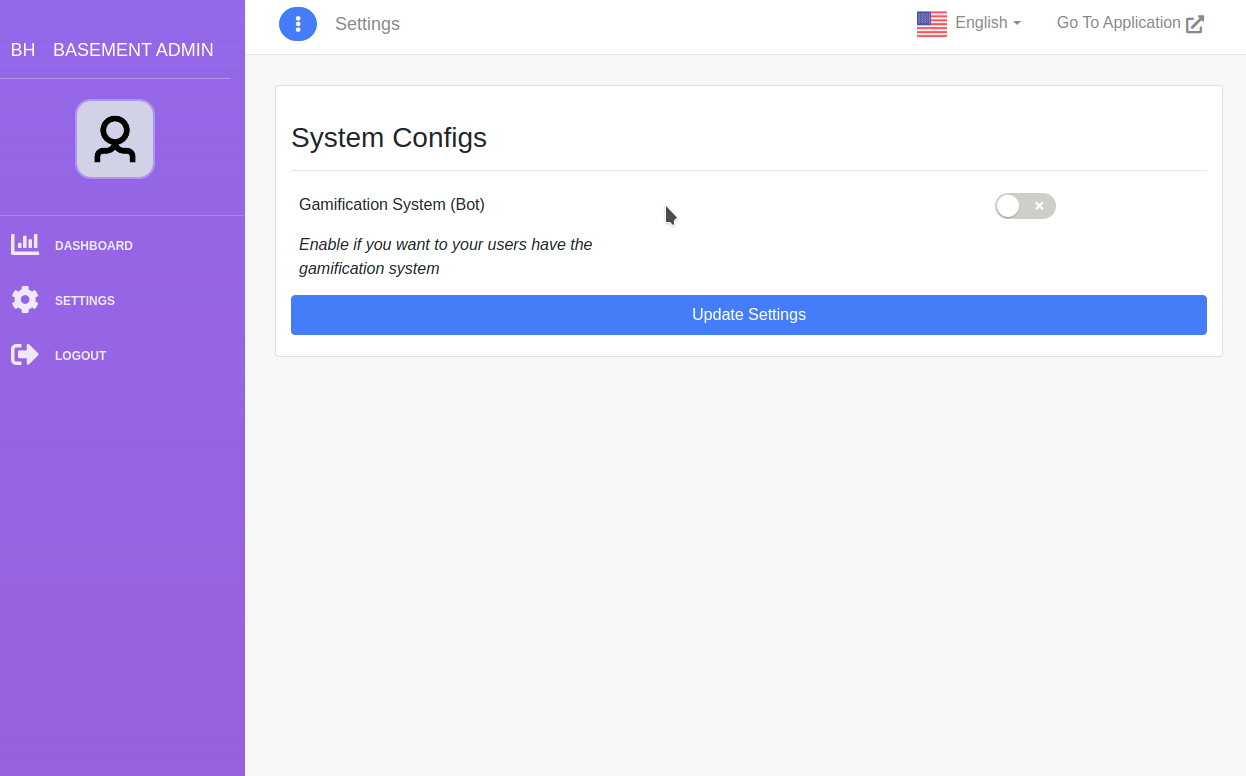 BH BASEMENT ADMIN
DASHBOARD
SETTINGS
LOGOUT
Settings
English
Go To Application
System Configs
Gamification System (Bot)
Enable if you want to your users have the
gamification system
Update Settings